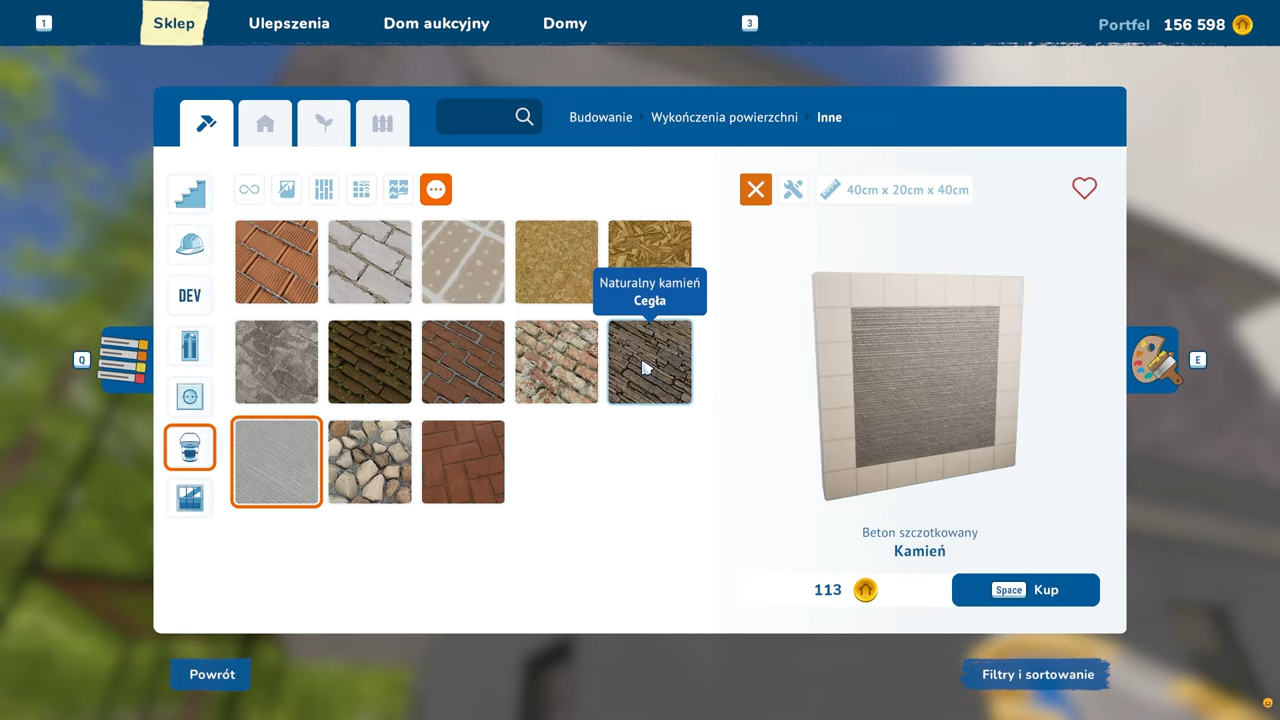 1
Sklep
Ulepszenia
Dom aukcyjny
Domy
3
Portfel 156 598
Budowanie
Wykończenia powierzchni
Inne
40cm x 20cm x 40cm
DEV
Naturalny kamień
Cegła
Q
E
Beton szczotkowany
Kamień
113
Space Kup
Powrót
Filtry i sortowanie